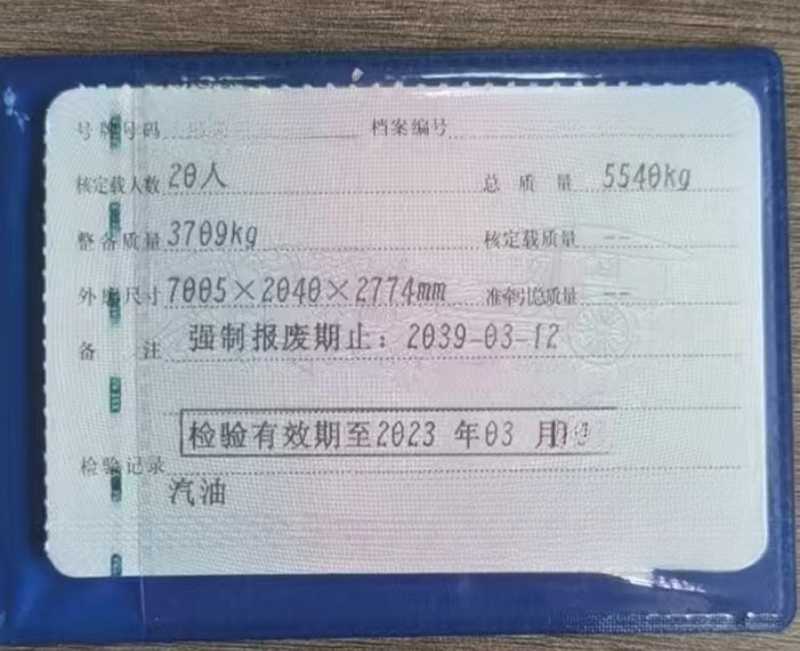 号牌号码 档案编号
核定载人数 20人 总质量 5540kg
整备质量 3709kg 核定载质量 --
外廓尺寸 7005×2040×2774mm 准牵引总质量 --
备注 强制报废期止：2039-03-12
检验有效期至2023 年03 月
检验记录
汽油